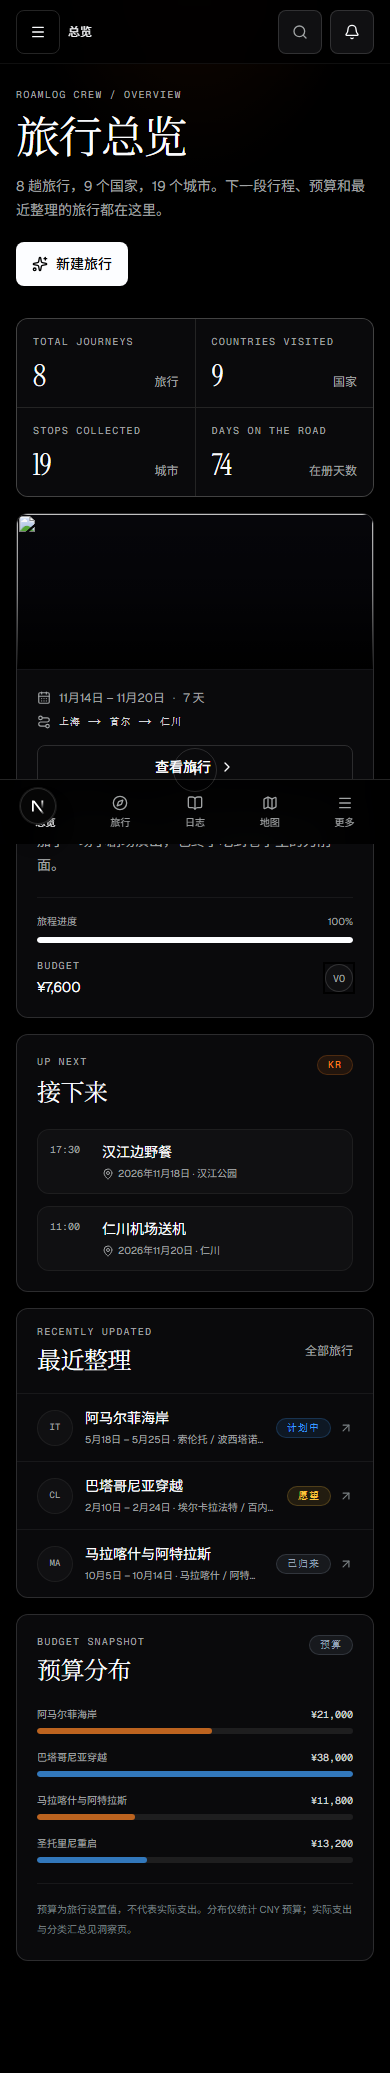 总览
ROAMLOG CREW / OVERVIEW
旅行总览
8 趟旅行，9 个国家，19 个城市。下一段行程、预算和最
近整理的旅行都在这里。
新建旅行
TOTAL JOURNEYS
8 旅行
COUNTRIES VISITED
9 国家
STOPS COLLECTED
19 城市
DAYS ON THE ROAD
74 在册天数
11月14日 – 11月20日 · 7 天
上海 → 首尔 → 仁川
查看旅行
N
旅行
日志
地图
更多
面。
旅程进度 100%
BUDGET
¥7,600
VO
UP NEXT
接下来
KR
17:30 汉江边野餐
2026年11月18日 · 汉江公园
11:00 仁川机场送机
2026年11月20日 · 仁川
RECENTLY UPDATED
最近整理
全部旅行
IT 阿马尔菲海岸 计划中
5月18日 – 5月25日 · 索伦托 / 波西塔诺…
CL 巴塔哥尼亚穿越 愿望
2月10日 – 2月24日 · 埃尔卡拉法特 / 百内…
MA 马拉喀什与阿特拉斯 已归来
10月5日 – 10月14日 · 马拉喀什 / 阿特…
BUDGET SNAPSHOT
预算分布
预算
阿马尔菲海岸 ¥21,000
巴塔哥尼亚穿越 ¥38,000
马拉喀什与阿特拉斯 ¥11,800
圣托里尼重启 ¥13,200
预算为旅行设置值，不代表实际支出。分布仅统计 CNY 预算；实际支出
与分类汇总见洞察页。